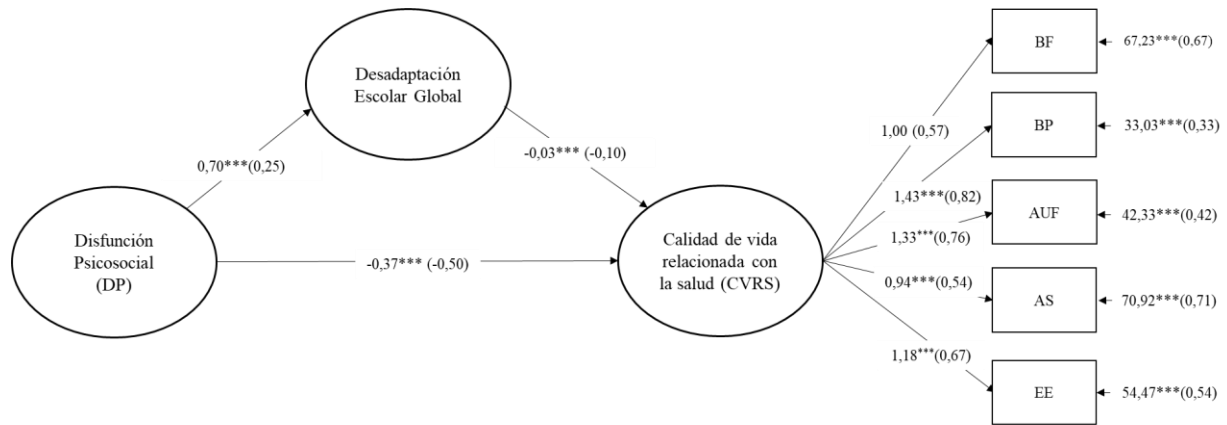 Desadaptación
Escolar Global
0,70***(0,25)
-0,03*** (-0,10)
Disfunción
Psicosocial
(DP)
-0,37*** (-0,50)
Calidad de vida
relacionada con
la salud (CVRS)
1,00 (0,57)
1,43***(0,82)
1,33***(0,76)
0,94***(0,54)
1,18***(0,67)
BF
67,23***(0,67)
BP
33,03***(0,33)
AUF
42,33***(0,42)
AS
70,92***(0,71)
EE
54,47***(0,54)